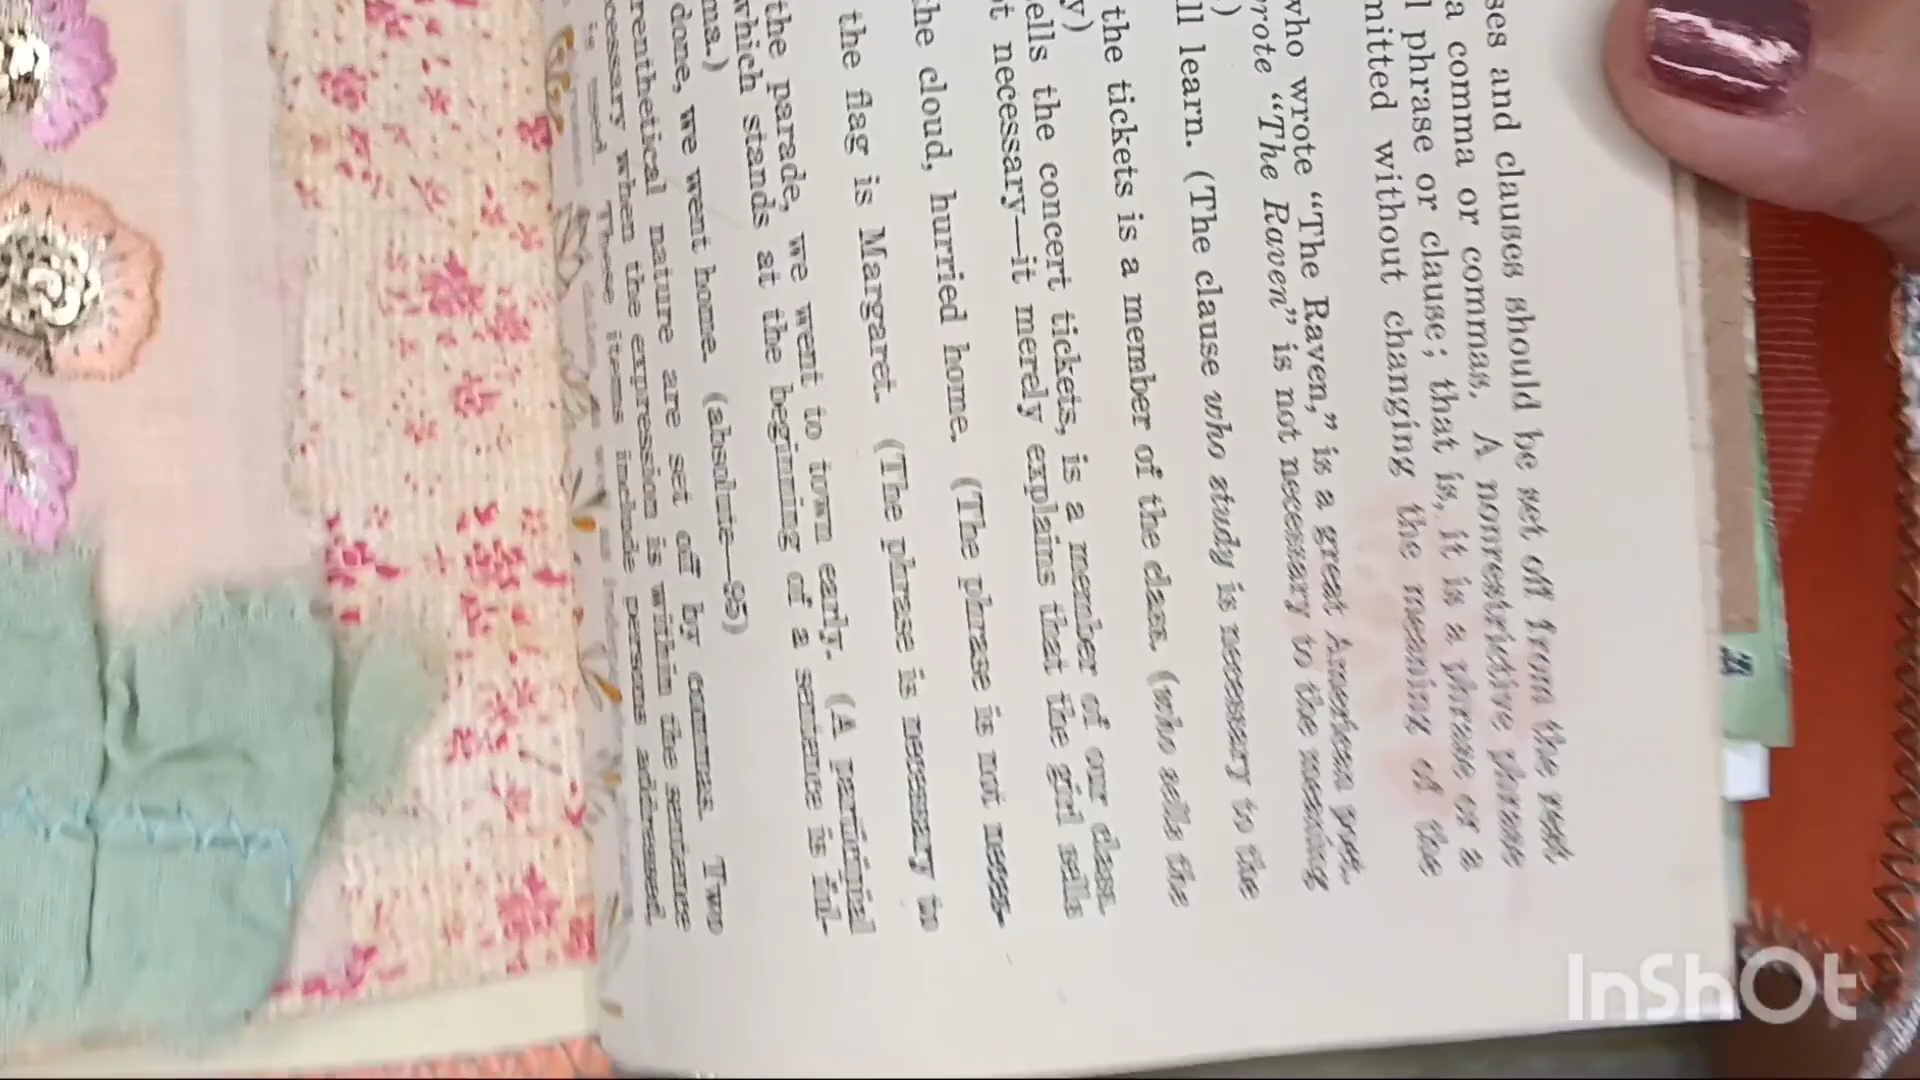 ses and clauses should be set off from the rest
a comma or commas. A nonrestrictive phrase
l phrase or clause; that is, it is a phrase or a
mitted without changing the meaning of the
who wrote “The Raven,” is a great American poet.
rote “The Raven” is not necessary to the meaning
.)
ll learn. (The clause who study is necessary to the
the tickets is a member of the class. (who sells the
y)
ells the concert tickets, is a member of our class.
ot necessary—it merely explains that the girl sells
he cloud, hurried home. (The phrase is not neces-
the flag is Margaret. (The phrase is necessary to
the parade, we went to town early. (A participial
which stands at the beginning of a sentence is fol-
ms.)
done, we went home. (absolute—95)
renthetical nature are set off by commas. Two
cessary when the expression is within the sentence
is used. These items include persons addressed,
InShOt